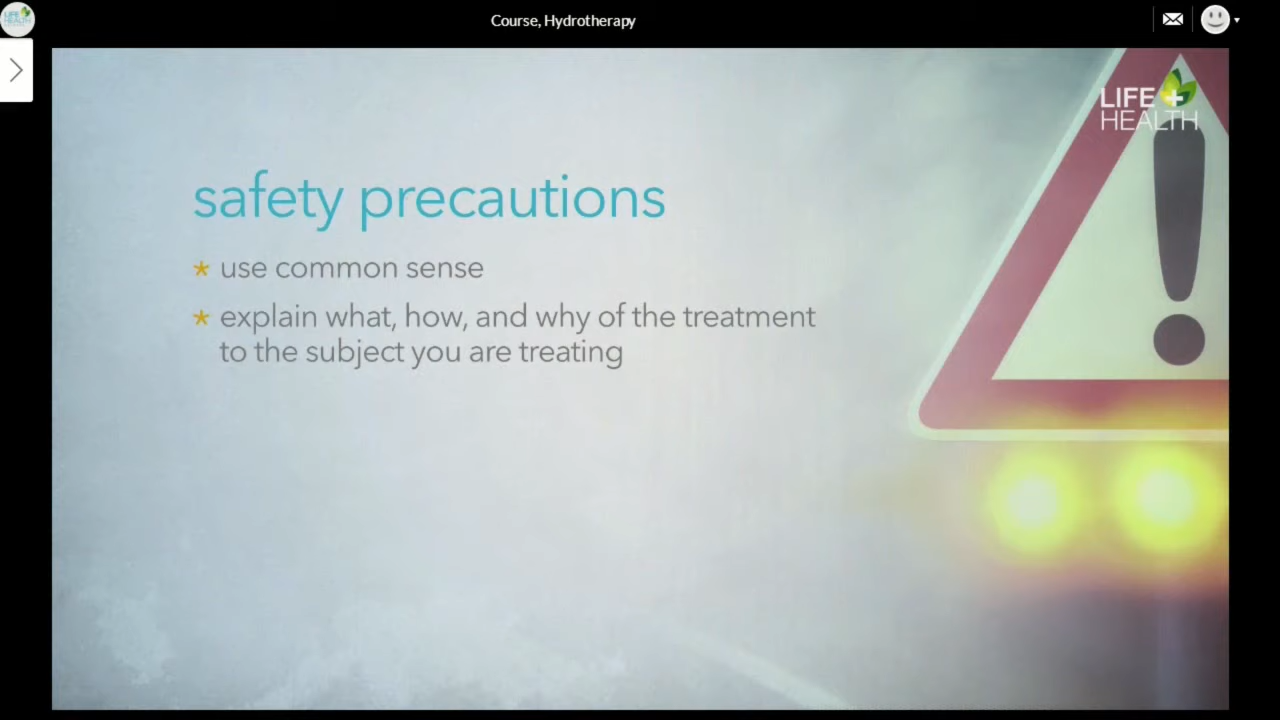 Course, Hydrotherapy
LIFE
HEALTH
safety precautions
* use common sense
* explain what, how, and why of the treatment
to the subject you are treating